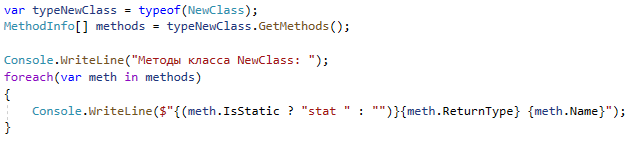 var typeNewClass = typeof(NewClass);
MethodInfo[] methods = typeNewClass.GetMethods();
Console.WriteLine("Методы класса NewClass: ");
foreach(var meth in methods)
{
Console.WriteLine($"{(meth.IsStatic ? "stat " : "")}{meth.ReturnType} {meth.Name}");
}